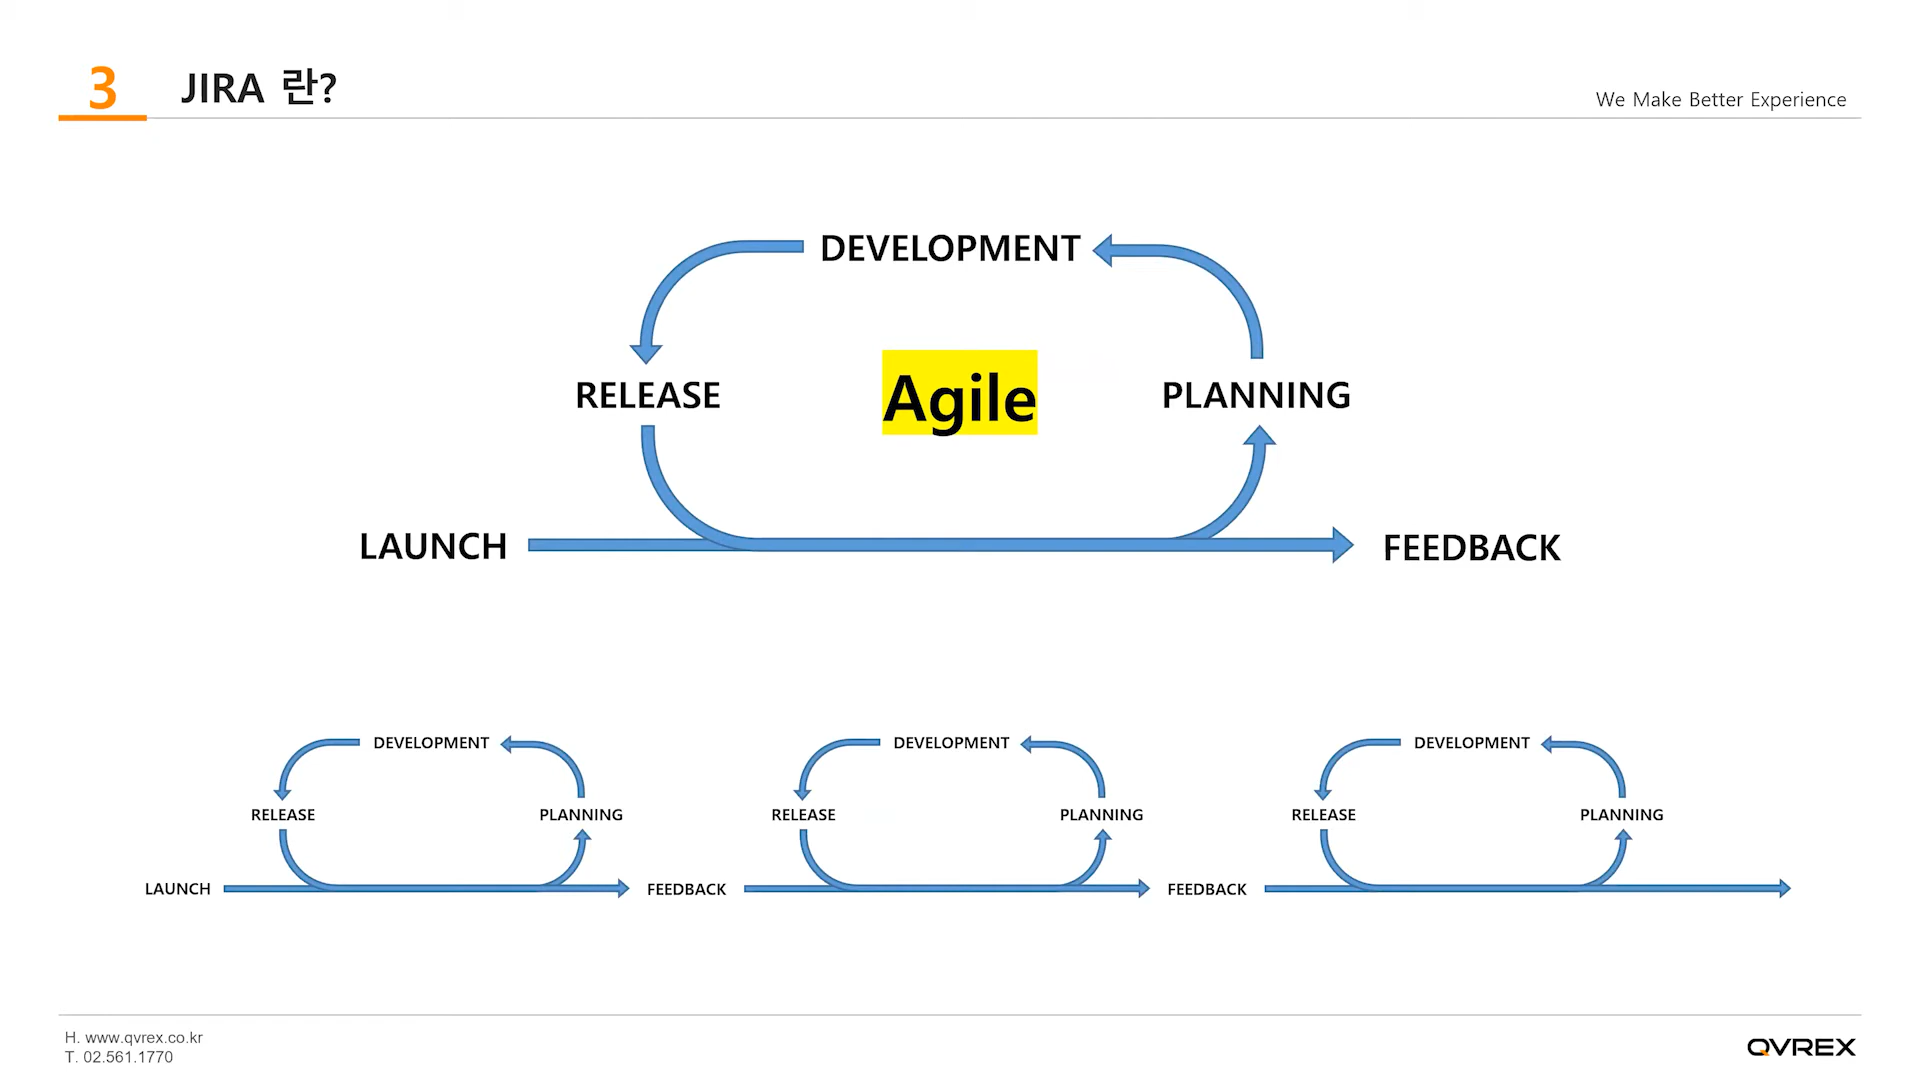 3
JIRA 란?
We Make Better Experience
DEVELOPMENT
RELEASE
Agile
PLANNING
LAUNCH
FEEDBACK
DEVELOPMENT
DEVELOPMENT
DEVELOPMENT
RELEASE
PLANNING
RELEASE
PLANNING
RELEASE
PLANNING
LAUNCH
FEEDBACK
FEEDBACK
H. www.qvrex.co.kr
T. 02.561.1770
QVREX